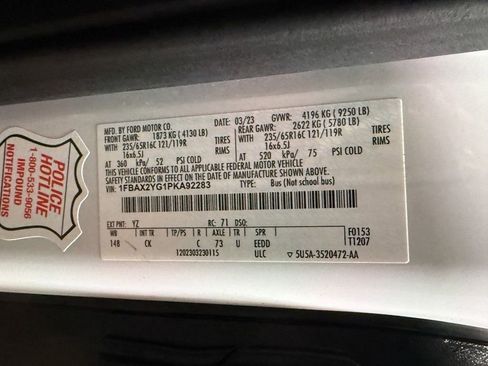 MFD. BY FORD MOTOR CO.
03/23 GVWR: 4196 KG ( 9250 LB)
FRONT GAWR: 1873 KG ( 4130 LB)
REAR GAWR: 2622 KG ( 5780 LB)
235/65R16C 121/119R TIRES
235/65R16C 121/119R TIRES
16x6.5J RIMS
16x6.5J RIMS
AT 360 kPa/ 52 PSI COLD
AT 520 kPa/ 75 PSI COLD
THIS VEHICLE CONFORMS TO ALL APPLICABLE FEDERAL MOTOR VEHICLE
SAFETY STANDARDS IN EFFECT ON THE DATE OF MANUFACTURE SHOWN ABOVE.
VIN: 1FBAX2YG1PKA92283 TYPE: Bus (Not school bus)
EXT PNT: YZ RC: 71 DSO:
WB INT TR TP/PS R AXLE TR SPR F0153
148 CK C 73 U EEDD T1207
120230323011S ULC ▽ 5U5A-3520472-AA
POLICE
HOTLINE
1-800-533-9056
IMPOUND
NOTIFICATIONS